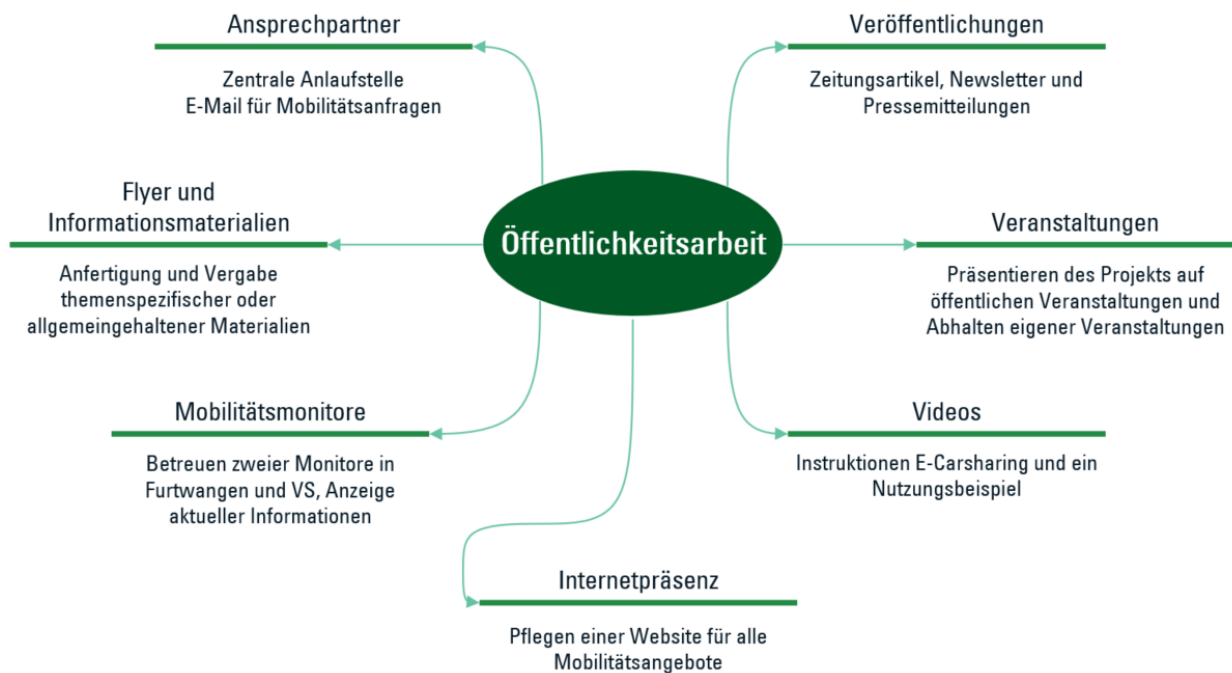 Ansprechpartner
Zentrale Anlaufstelle
E-Mail für Mobilitätsanfragen
Veröffentlichungen
Zeitungsartikel, Newsletter und
Pressemitteilungen
Flyer und
Informationsmaterialien
Anfertigung und Vergabe
themenspezifischer oder
allgemeingehaltener Materialien
Öffentlichkeitsarbeit
Veranstaltungen
Präsentieren des Projekts auf
öffentlichen Veranstaltungen und
Abhalten eigener Veranstaltungen
Mobilitätsmonitore
Betreuen zweier Monitore in
Furtwangen und VS, Anzeige
aktueller Informationen
Videos
Instruktionen E-Carsharing und ein
Nutzungsbeispiel
Internetpräsenz
Pflegen einer Website für alle
Mobilitätsangebote